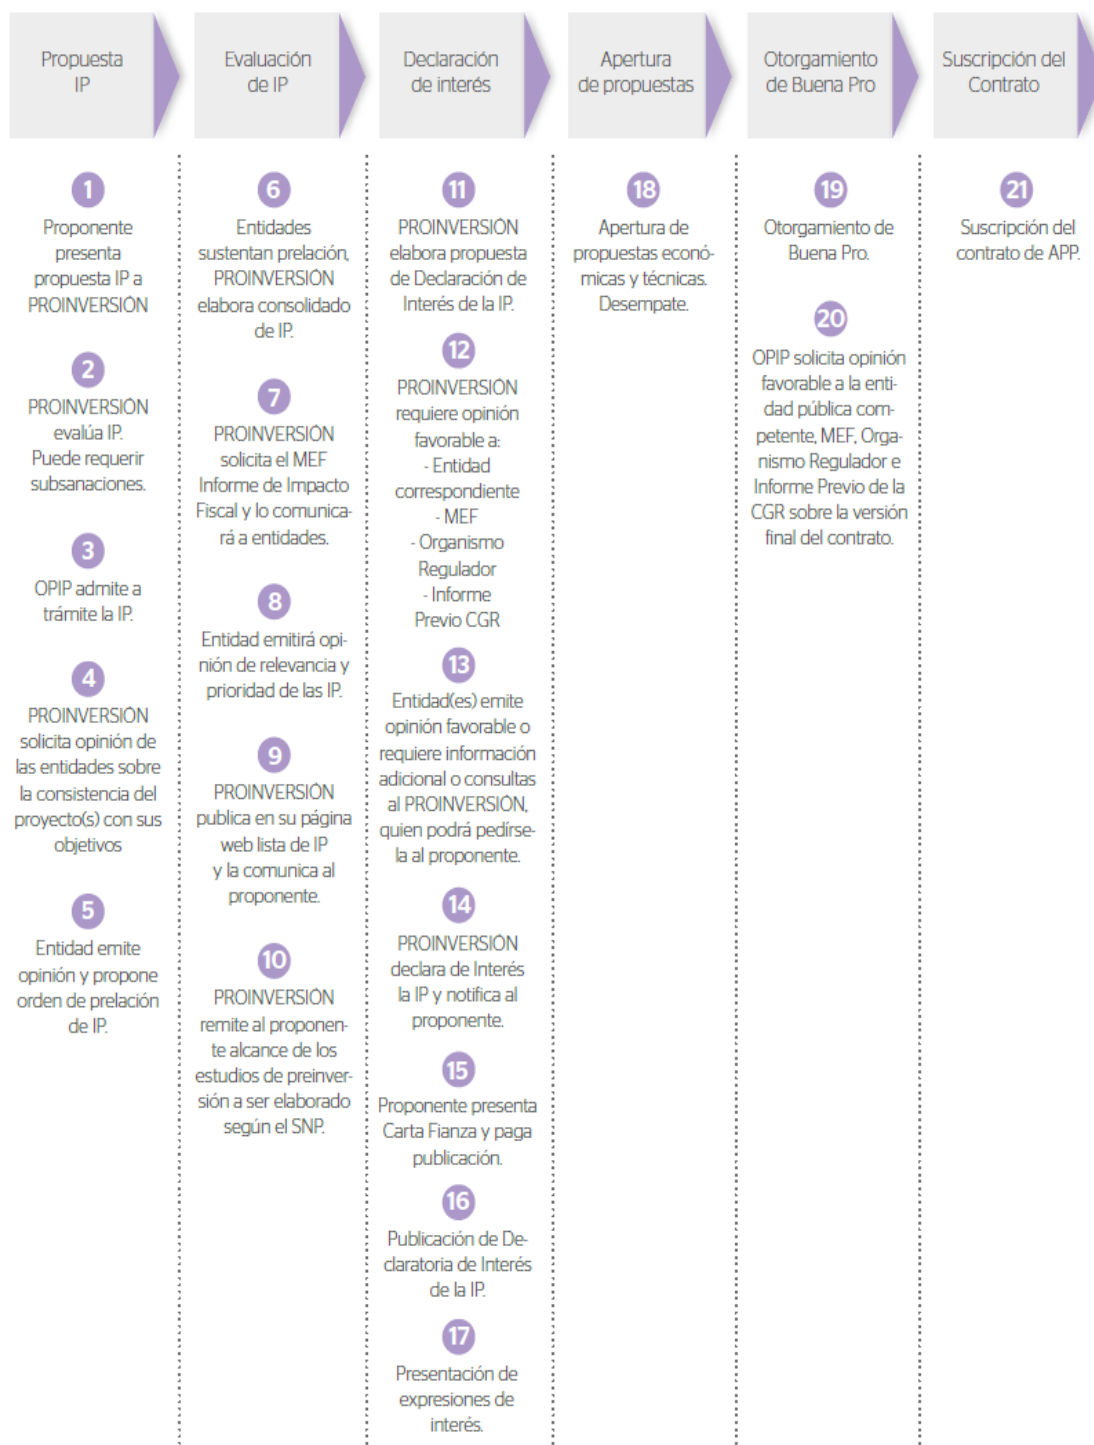 Propuesta
IP
Evaluación
de IP
Declaración
de interés
Apertura
de propuestas
Otorgamiento
de Buena Pro
Suscripción del
Contrato
1
Proponente
presenta
propuesta IP a
PROINVERSIÓN
2
PROINVERSIÓN
evalúa IP.
Puede requerir
subsanaciones.
3
OPIP admite a
trámite la IP.
4
PROINVERSIÓN
solicita opinión de
las entidades sobre
la consistencia del
proyecto(s) con sus
objetivos
5
Entidad emite
opinión y propone
orden de prelación
de IP.
6
Entidades
sustentan prelación,
PROINVERSIÓN
elabora consolidado
de IP.
7
PROINVERSIÓN
solicita el MEF
Informe de Impacto
Fiscal y lo comunica-
rá a entidades.
8
Entidad emitirá opi-
nión de relevancia y
prioridad de las IP.
9
PROINVERSIÓN
publica en su página
web lista de IP
y la comunica al
proponente.
10
PROINVERSIÓN
remite al proponen-
te alcance de los
estudios de preinver-
sión a ser elaborado
según el SNP.
11
PROINVERSIÓN
elabora propuesta
de Declaración de
Interés de la IP.
12
PROINVERSIÓN
requiere opinión
favorable a:
- Entidad
correspondiente
- MEF
- Organismo
Regulador
- Informe
Previo CGR
13
Entidad(es) emite
opinión favorable o
requiere información
adicional o consultas
al PROINVERSIÓN,
quien podrá pedírse-
la al proponente.
14
PROINVERSIÓN
declara de Interés
la IP y notifica al
proponente.
15
Proponente presenta
Carta Fianza y paga
publicación.
16
Publicación de De-
claratoria de Interés
de la IP.
17
Presentación de
expresiones de
interés.
18
Apertura de
propuestas econó-
micas y técnicas.
Desempate.
19
Otorgamiento de
Buena Pro.
20
OPIP solicita opinión
favorable a la enti-
dad pública com-
petente, MEF, Orga-
nismo Regulador e
Informe Previo de la
CGR sobre la versión
final del contrato.
21
Suscripción del
contrato de APP.